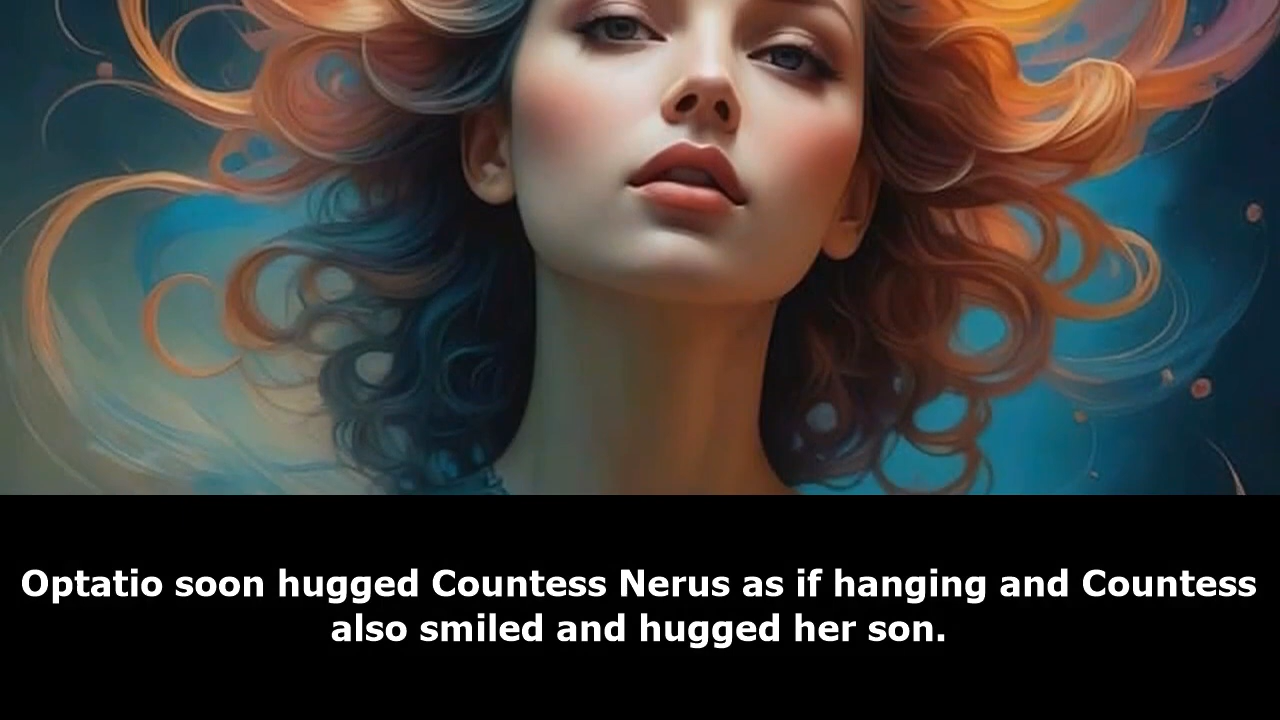 Optatio soon hugged Countess Nerus as if hanging and Countess
also smiled and hugged her son.